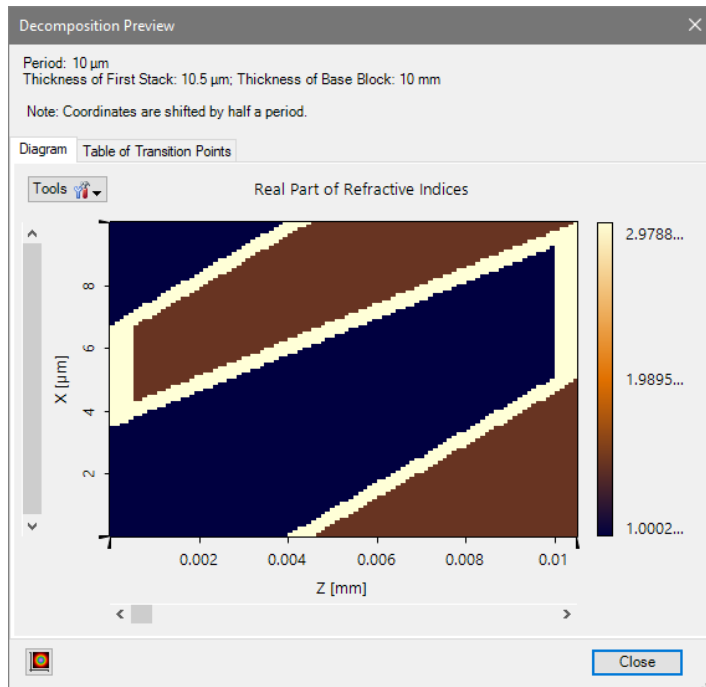 Decomposition Preview
Period: 10 µm
Thickness of First Stack: 10.5 µm; Thickness of Base Block: 10 mm
Note: Coordinates are shifted by half a period.
Diagram
Table of Transition Points
Tools
Real Part of Refractive Indices
2.9788...
8
6
1.9895...
X [µm]
4
2
1.0002...
0.002
0.004
0.006
0.008
0.01
Z [mm]
Close